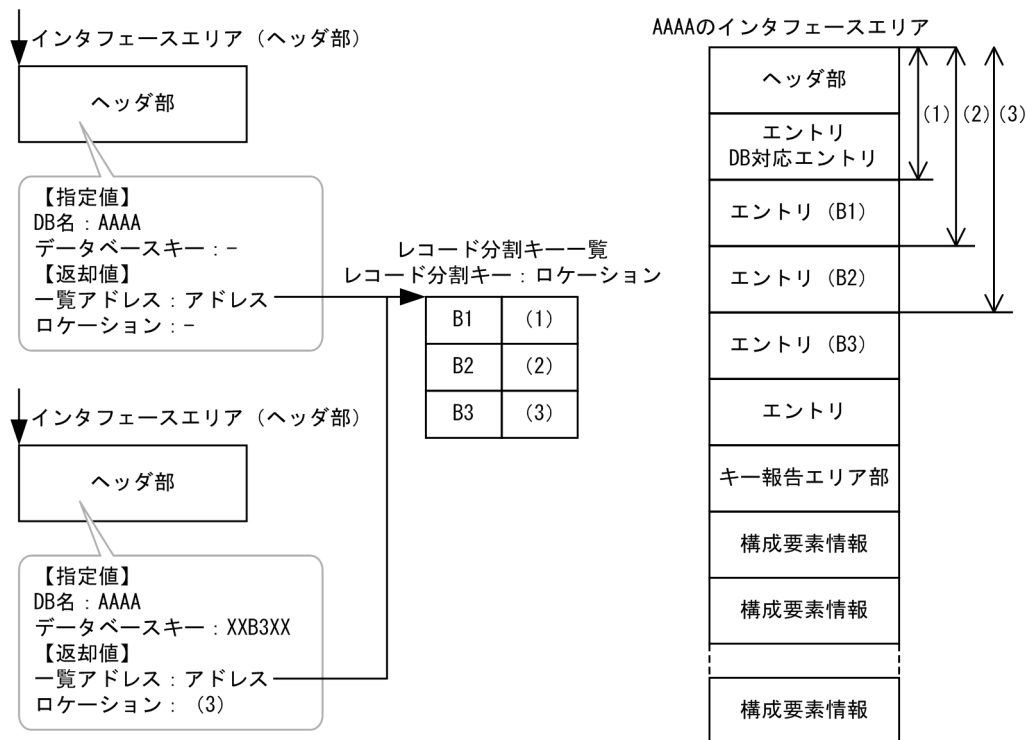 インタフェースエリア（ヘッダ部）
ヘッダ部
【指定値】
DB名：AAAA
データベースキー：－
【返却値】
一覧アドレス：アドレス
ロケーション：－
インタフェースエリア（ヘッダ部）
ヘッダ部
【指定値】
DB名：AAAA
データベースキー：XXB3XX
【返却値】
一覧アドレス：アドレス
ロケーション：（3）
レコード分割キー一覧
レコード分割キー：ロケーション
B1 （1）
B2 （2）
B3 （3）
AAAAのインタフェースエリア
ヘッダ部
(1) (2) (3)
エントリ
DB対応エントリ
エントリ（B1）
エントリ（B2）
エントリ（B3）
エントリ
キー報告エリア部
構成要素情報
構成要素情報
構成要素情報